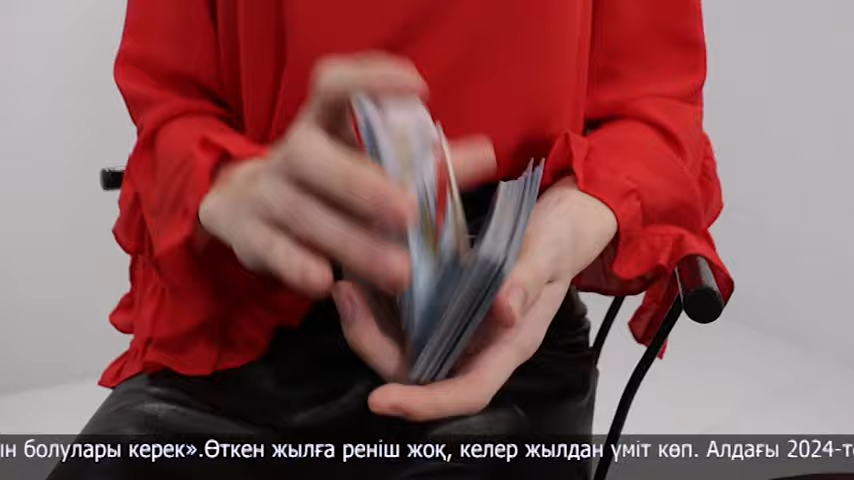 болулары керек».Өткен жылға реніш жоқ, келер жылдан үміт көп. Алдағы 2024-